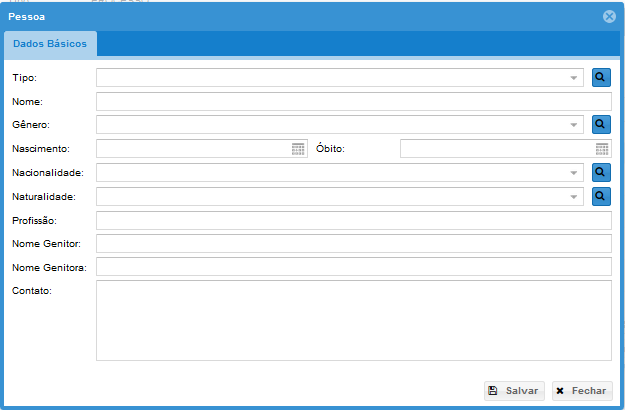 Pessoa
Dados Básicos
Tipo:
Nome:
Gênero:
Nascimento: Óbito:
Nacionalidade:
Naturalidade:
Profissão:
Nome Genitor:
Nome Genitora:
Contato:
Salvar Fechar